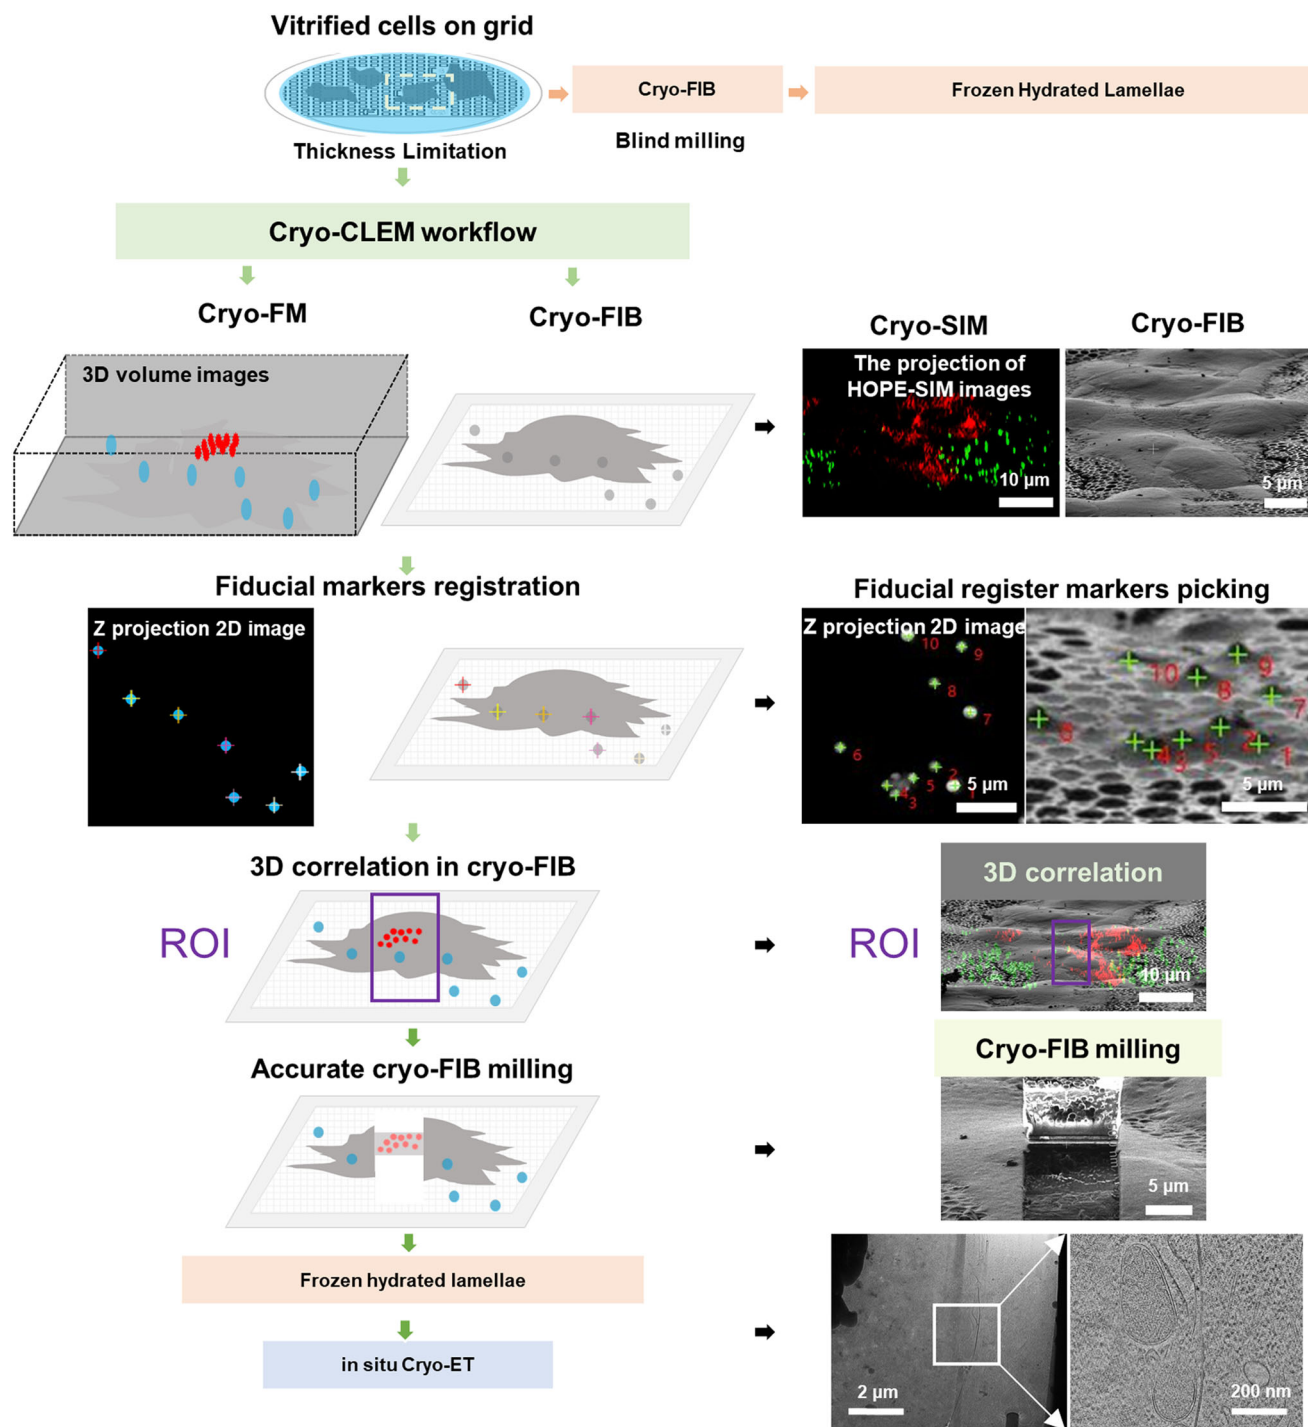 Vitrified cells on grid
Cryo-FIB
Frozen Hydrated Lamellae
Thickness Limitation
Blind milling
Cryo-CLEM workflow
Cryo-FM
Cryo-FIB
Cryo-SIM
Cryo-FIB
3D volume images
The projection of
HOPE-SIM images
10 μm
5 μm
Fiducial markers registration
Fiducial register markers picking
Z projection 2D image
Z projection 2D image
10
9
8
7
6
2
5
1
4
3
5 μm
10
9
8
7
6
2
5
1
4
3
5 μm
3D correlation in cryo-FIB
3D correlation
ROI
ROI
10 μm
Accurate cryo-FIB milling
Cryo-FIB milling
5 μm
Frozen hydrated lamellae
in situ Cryo-ET
2 μm
200 nm